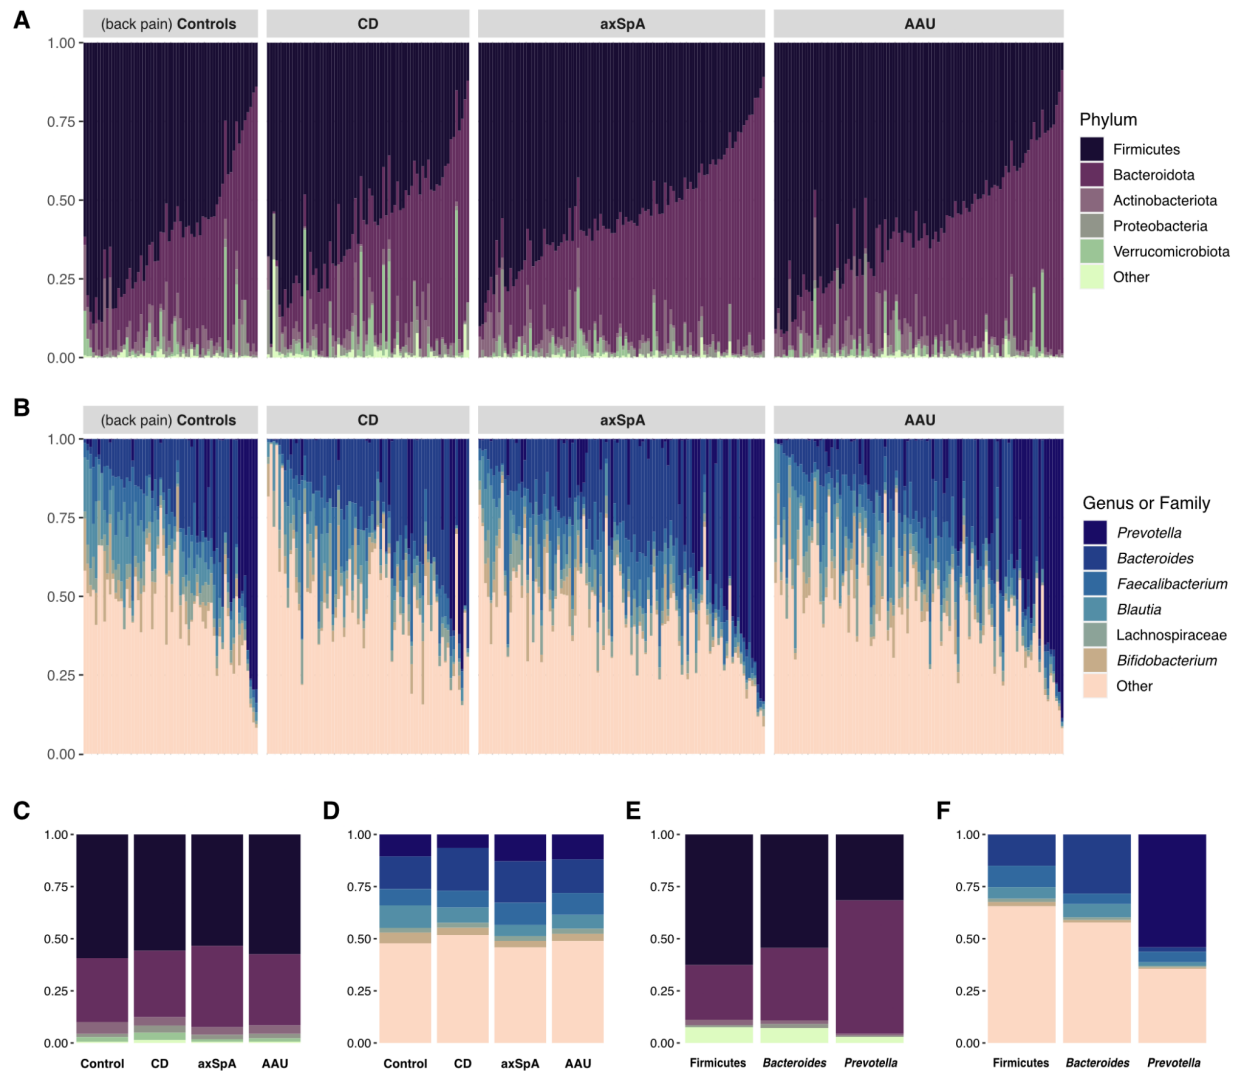 A
(back pain) Controls
CD
axSpA
AAU
1.00
0.75
0.50
0.25
0.00
Phylum
Firmicutes
Bacteroidota
Actinobacteriota
Proteobacteria
Verrucomicrobiota
Other
B
(back pain) Controls
CD
axSpA
AAU
1.00
0.75
0.50
0.25
0.00
Genus or Family
Prevotella
Bacteroides
Faecalibacterium
Blautia
Lachnospiraceae
Bifidobacterium
Other
C
1.00
0.75
0.50
0.25
0.00
Control
CD
axSpA
AAU
D
1.00
0.75
0.50
0.25
0.00
Control
CD
axSpA
AAU
E
1.00
0.75
0.50
0.25
0.00
Firmicutes
Bacteroides
Prevotella
F
1.00
0.75
0.50
0.25
0.00
Firmicutes
Bacteroides
Prevotella